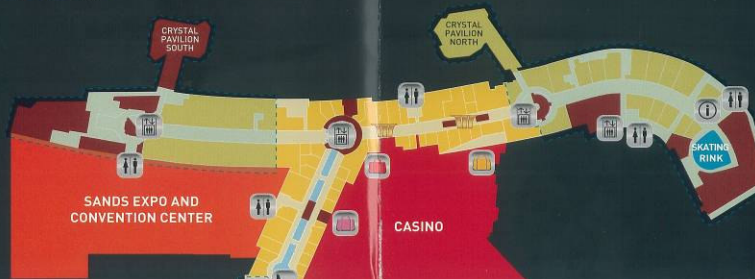 CRYSTAL
PAVILION
SOUTH
CRYSTAL
PAVILION
NORTH
i
SKATING
RINK
SANDS EXPO AND
CONVENTION CENTER
CASINO